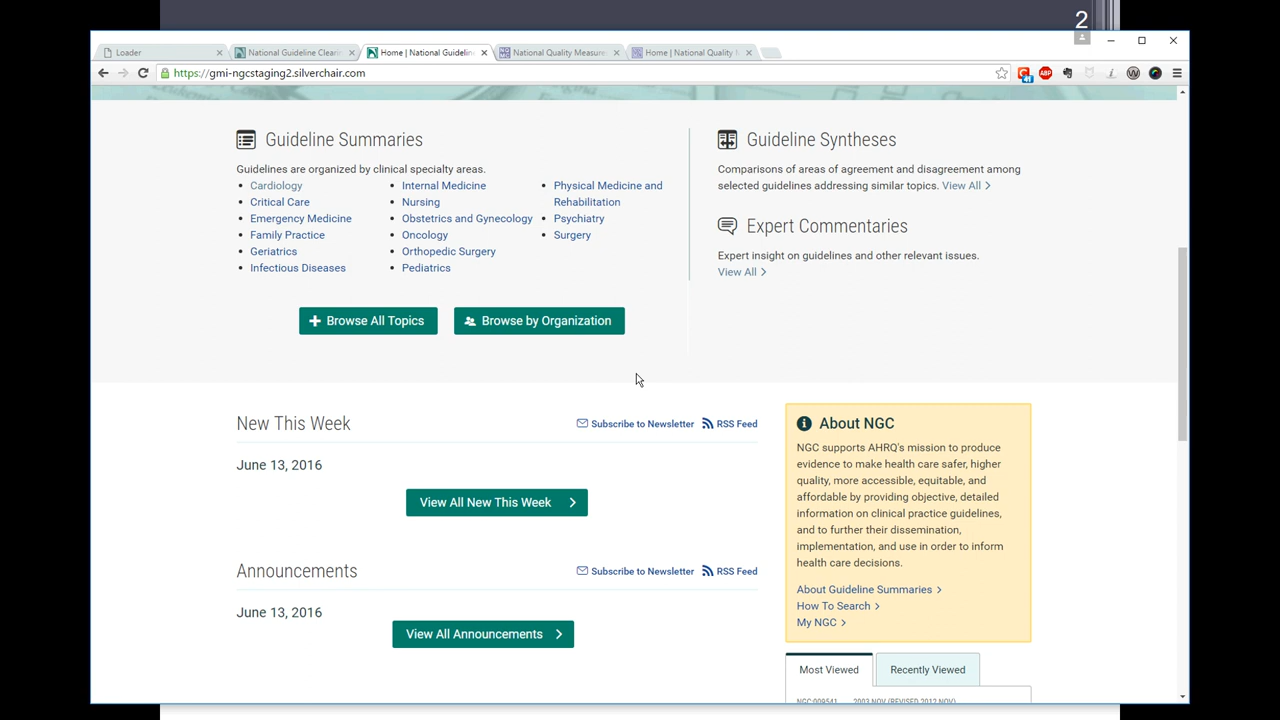 2
Loader
National Guideline Clearin
Home | National Guideline
National Quality Measure
Home | National Quality M
https://gmi-ngcstaging2.silverchair.com
Guideline Summaries
Guidelines are organized by clinical specialty areas.
Cardiology
Critical Care
Emergency Medicine
Family Practice
Geriatrics
Infectious Diseases
Internal Medicine
Nursing
Obstetrics and Gynecology
Oncology
Orthopedic Surgery
Pediatrics
Physical Medicine and
Rehabilitation
Psychiatry
Surgery
Browse All Topics
Browse by Organization
Guideline Syntheses
Comparisons of areas of agreement and disagreement among
selected guidelines addressing similar topics. View All
Expert Commentaries
Expert insight on guidelines and other relevant issues.
View All
New This Week
Subscribe to Newsletter
RSS Feed
June 13, 2016
View All New This Week
Announcements
Subscribe to Newsletter
RSS Feed
June 13, 2016
View All Announcements
About NGC
NGC supports AHRQ's mission to produce
evidence to make health care safer, higher
quality, more accessible, equitable, and
affordable by providing objective, detailed
information on clinical practice guidelines,
and to further their dissemination,
implementation, and use in order to inform
health care decisions.
About Guideline Summaries
How To Search
My NGC
Most Viewed
Recently Viewed
NGC:009541 2003 NOV (REVISED 2012 NOV)